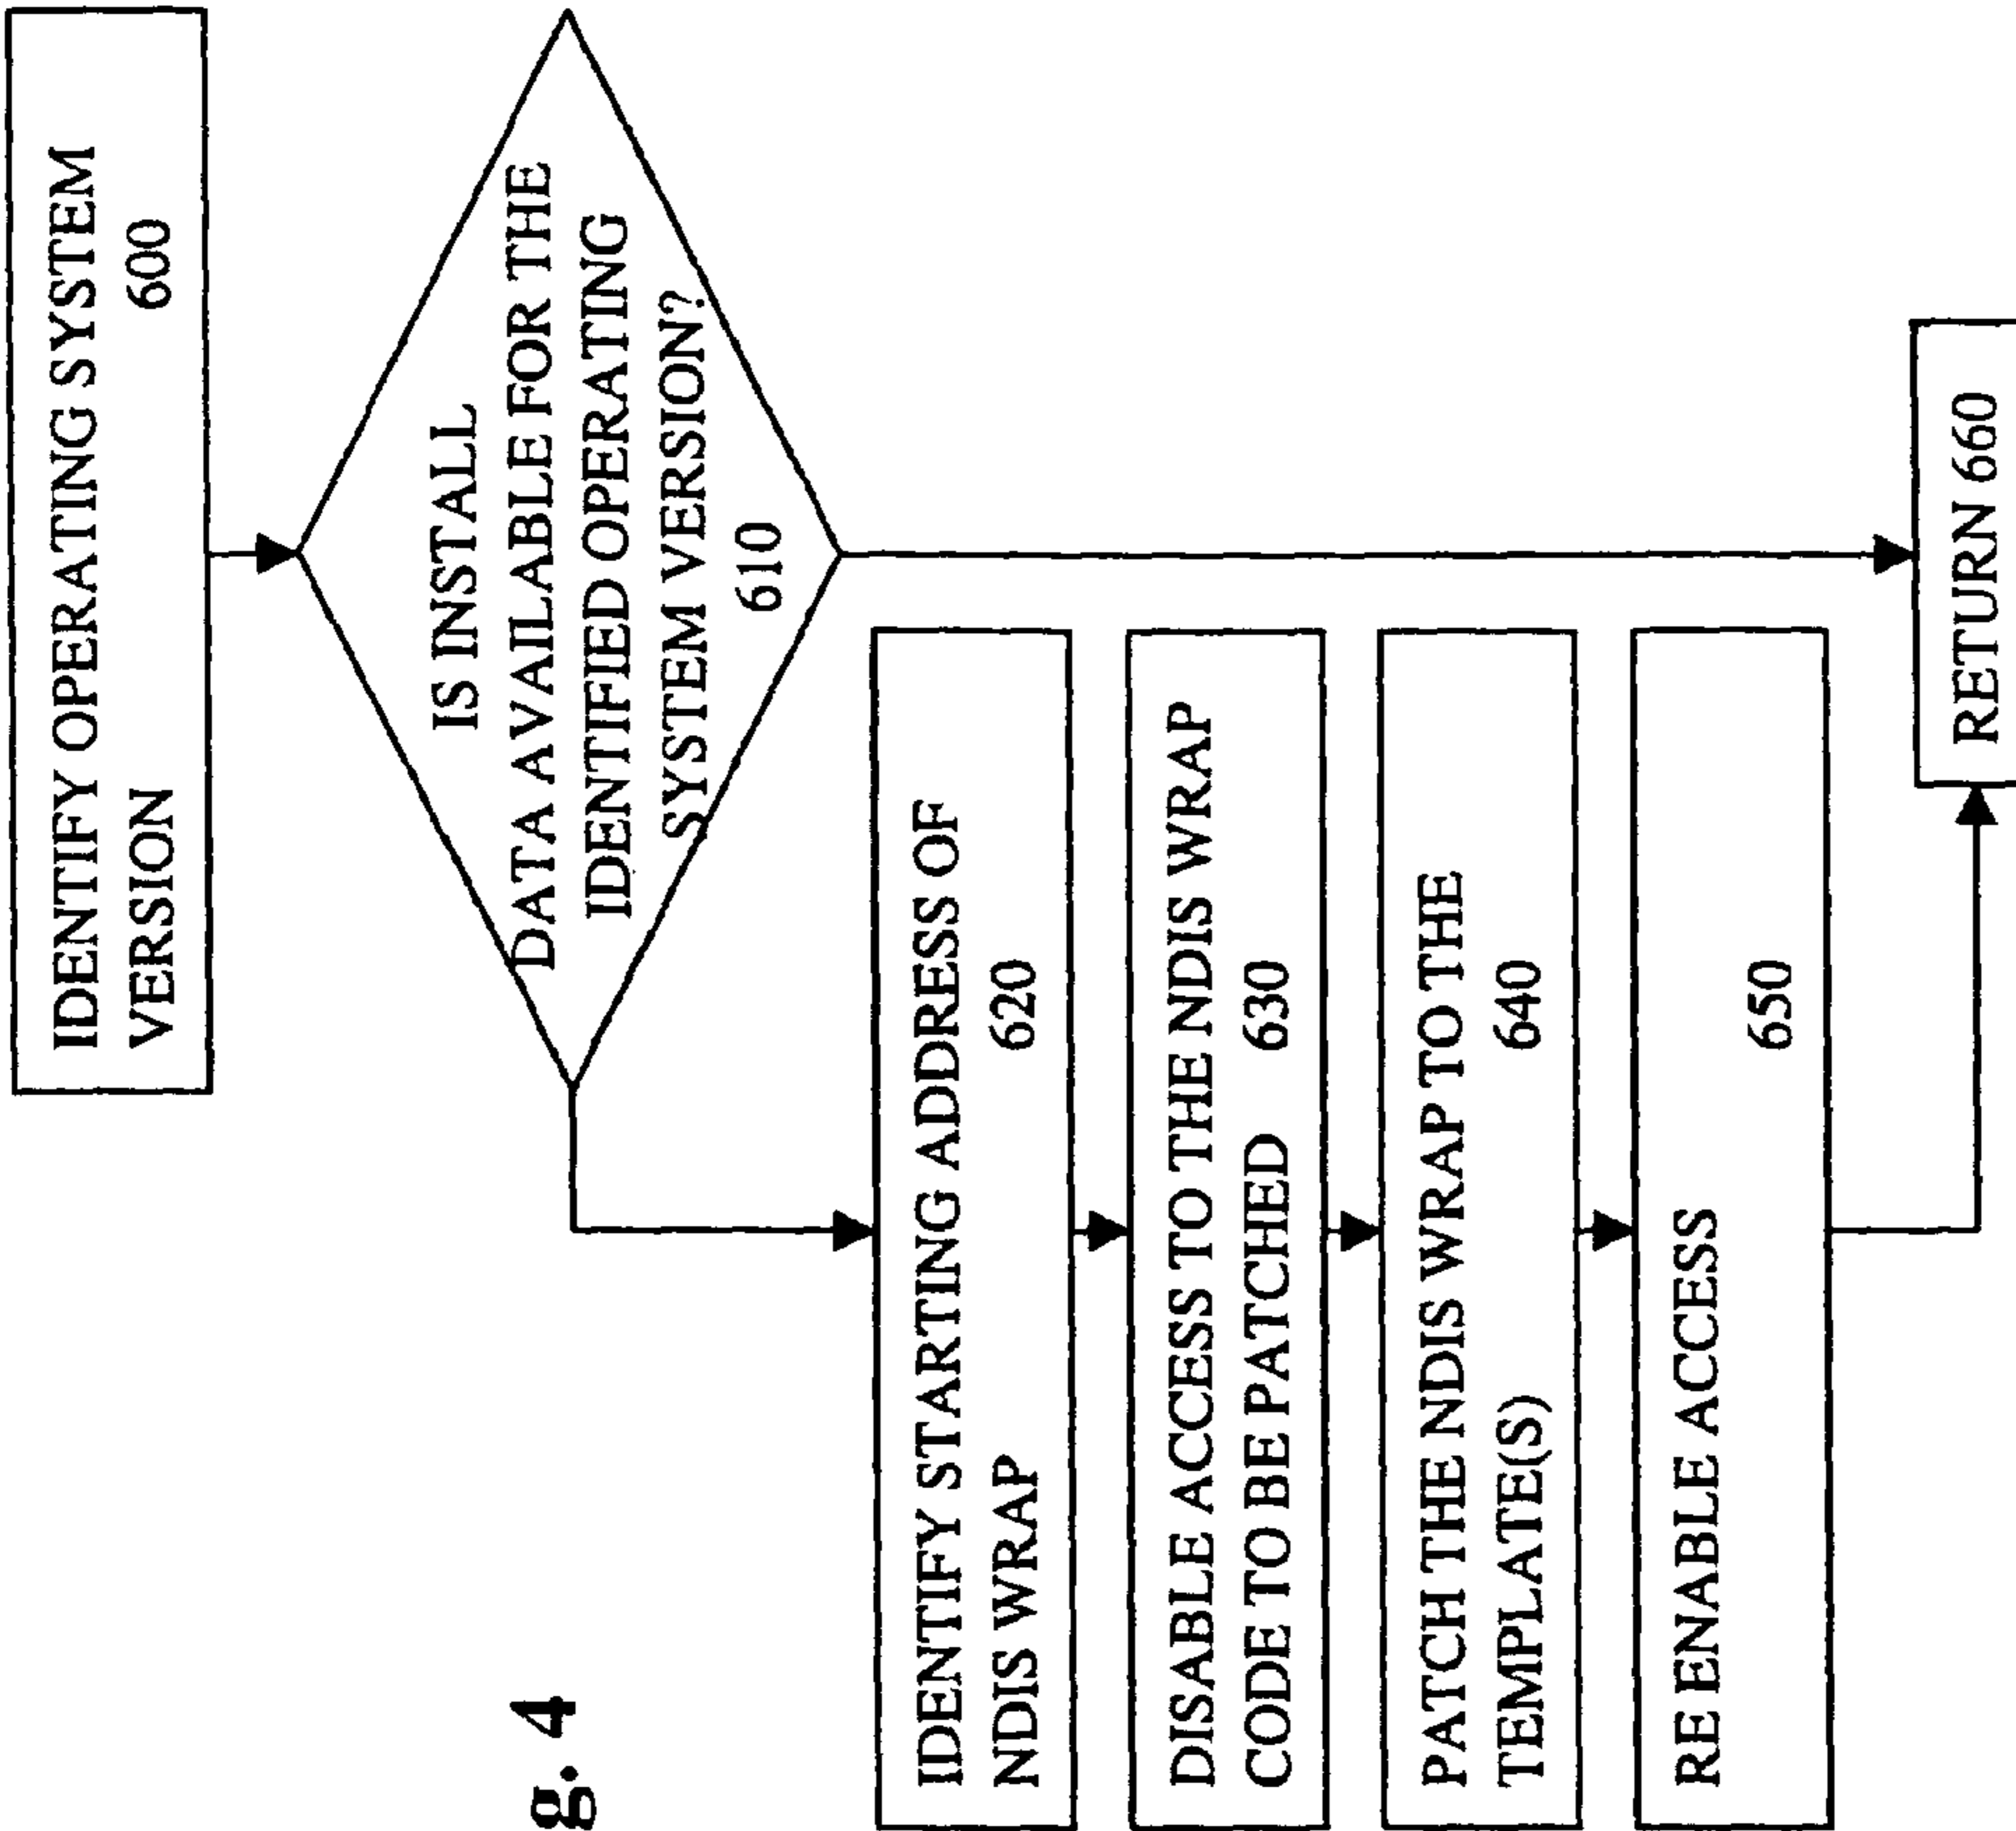 IDENTIFY OPERATING SYSTEM
VERSION 600
IS INSTALL
DATA AVAILABLE FOR THE
IDENTIFIED OPERATING
SYSTEM VERSION?
610
g. 4
IDENTIFY STARTING ADDRESS OF
NDIS WRAP 620
DISABLE ACCESS TO THE NDIS WRAP
CODE TO BE PATCHED 630
PATCH THE NDIS WRAP TO THE
TEMPLATE(S) 640
RE ENABLE ACCESS
650
RETURN 660